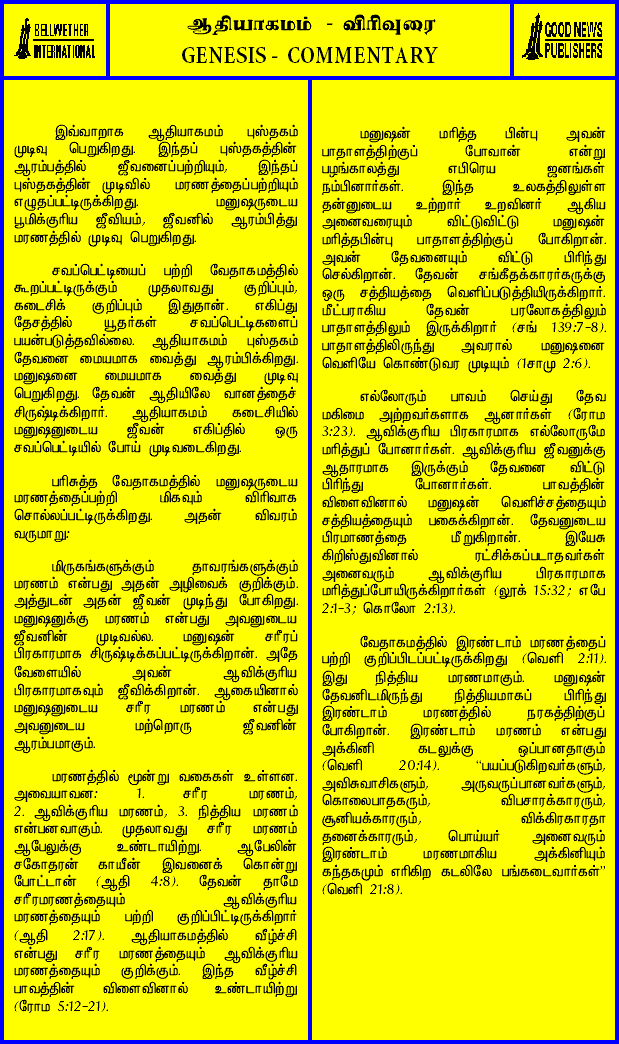 BELLWETHER
INTERNATIONAL
ஆதியாகமம் - விரிவுரை
GENESIS - COMMENTARY
GOOD NEWS
PUBLISHERS
இவ்வாறாக ஆதியாகமம் புஸ்தகம்
முடிவு பெறுகிறது. இந்தப் புஸ்தகத்தின்
ஆரம்பத்தில் ஜீவனைப்பற்றியும், இந்தப்
புஸ்தகத்தின் முடிவில் மரணத்தைப்பற்றியும்
எழுதப்பட்டிருக்கிறது. மனுஷருடைய
பூமிக்குரிய ஜீவியம், ஜீவனில் ஆரம்பித்து
மரணத்தில் முடிவு பெறுகிறது.
சவப்பெட்டியைப் பற்றி வேதாகமத்தில்
கூறப்பட்டிருக்கும் முதலாவது குறிப்பும்,
கடைசிக் குறிப்பும் இதுதான். எகிப்து
தேசத்தில் யூதர்கள் சவப்பெட்டிகளைப்
பயன்படுத்தவில்லை. ஆதியாகமம் புஸ்தகம்
தேவனை மையமாக வைத்து ஆரம்பிக்கிறது.
மனுஷனை மையமாக வைத்து முடிவு
பெறுகிறது. தேவன் ஆதியிலே வானத்தைச்
சிருஷ்டிக்கிறார். ஆதியாகமம் கடைசியில்
மனுஷனுடைய ஜீவன் எகிப்தில் ஒரு
சவப்பெட்டியில் போய் முடிவடைகிறது.
பரிசுத்த வேதாகமத்தில் மனுஷருடைய
மரணத்தைப்பற்றி மிகவும் விரிவாக
சொல்லப்பட்டிருக்கிறது. அதன் விவரம்
வருமாறு:
மிருகங்களுக்கும் தாவரங்களுக்கும்
மரணம் என்பது அதன் அழிவைக் குறிக்கும்.
அத்துடன் அதன் ஜீவன் முடிந்து போகிறது.
மனுஷனுக்கு மரணம் என்பது அவனுடைய
ஜீவனின் முடிவல்ல. மனுஷன் சரீரப்
பிரகாரமாக சிருஷ்டிக்கப்பட்டிருக்கிறான். அதே
வேளையில் அவன் ஆவிக்குரிய
பிரகாரமாகவும் ஜீவிக்கிறான். ஆகையினால்
மனுஷனுடைய சரீர மரணம் என்பது
அவனுடைய மற்றொரு ஜீவனின்
ஆரம்பமாகும்.
மரணத்தில் மூன்று வகைகள் உள்ளன.
அவையாவன: 1. சரீர மரணம்,
2. ஆவிக்குரிய மரணம், 3. நித்திய மரணம்
என்பனவாகும். முதலாவது சரீர மரணம்
ஆபேலுக்கு உண்டாயிற்று. ஆபேலின்
சகோதரன் காயீன் இவனைக் கொன்று
போட்டான் (ஆதி 4:8). தேவன் தாமே
சரீரமரணத்தையும் ஆவிக்குரிய
மரணத்தையும் பற்றி குறிப்பிட்டிருக்கிறார்
(ஆதி 2:17). ஆதியாகமத்தில் வீழ்ச்சி
என்பது சரீர மரணத்தையும் ஆவிக்குரிய
மரணத்தையும் குறிக்கும். இந்த வீழ்ச்சி
பாவத்தின் விளைவினால் உண்டாயிற்று
(ரோம 5:12-21).
மனுஷன் மரித்த பின்பு அவன்
பாதாளத்திற்குப் போவான் என்று
பழங்காலத்து எபிரெய ஜனங்கள்
நம்பினார்கள். இந்த உலகத்திலுள்ள
தன்னுடைய உற்றார் உறவினர் ஆகிய
அனைவரையும் விட்டுவிட்டு மனுஷன்
மரித்தபின்பு பாதாளத்திற்குப் போகிறான்.
அவன் தேவனையும் விட்டு பிரிந்து
செல்கிறான். தேவன் சங்கீதக்காரர்களுக்கு
ஒரு சத்தியத்தை வெளிப்படுத்தியிருக்கிறார்.
மீட்பராகிய தேவன் பரலோகத்திலும்
பாதாளத்திலும் இருக்கிறார் (சங் 139:7-8).
பாதாளத்திலிருந்து அவரால் மனுஷனை
வெளியே கொண்டுவர முடியும் (1சாமு 2:6).
எல்லோரும் பாவம் செய்து தேவ
மகிமை அற்றவர்களாக ஆனார்கள் (ரோம
3:23). ஆவிக்குரிய பிரகாரமாக எல்லோருமே
மரித்துப் போனார்கள். ஆவிக்குரிய ஜீவனுக்கு
ஆதாரமாக இருக்கும் தேவனை விட்டு
பிரிந்து போனார்கள். பாவத்தின்
விளைவினால் மனுஷன் வெளிச்சத்தையும்
சத்தியத்தையும் பகைக்கிறான். தேவனுடைய
பிரமாணத்தை மீறுகிறான். இயேசு
கிறிஸ்துவினால் ரட்சிக்கப்படாதவர்கள்
அனைவரும் ஆவிக்குரிய பிரகாரமாக
மரித்துப்போயிருக்கிறார்கள் (லூக் 15:32; எபே
2:1-3; கொலோ 2:13).
வேதாகமத்தில் இரண்டாம் மரணத்தைப்
பற்றி குறிப்பிடப்பட்டிருக்கிறது (வெளி 2:11).
இது நித்திய மரணமாகும். மனுஷன்
தேவனிடமிருந்து நித்தியமாகப் பிரிந்து
இரண்டாம் மரணத்தில் நரகத்திற்குப்
போகிறான். இரண்டாம் மரணம் என்பது
அக்கினி கடலுக்கு ஒப்பானதாகும்
(வெளி 20:14). "பயப்படுகிறவர்களும்,
அவிசுவாசிகளும், அருவருப்பானவர்களும்,
கொலைபாதகரும், விபசாரக்காரரும்,
சூனியக்காரரும், விக்கிரகாரதா
தனைக்காரரும், பொய்யர் அனைவரும்
இரண்டாம் மரணமாகிய அக்கினியும்
கந்தகமும் எரிகிற கடலிலே பங்கடைவார்கள்"
(வெளி 21:8).